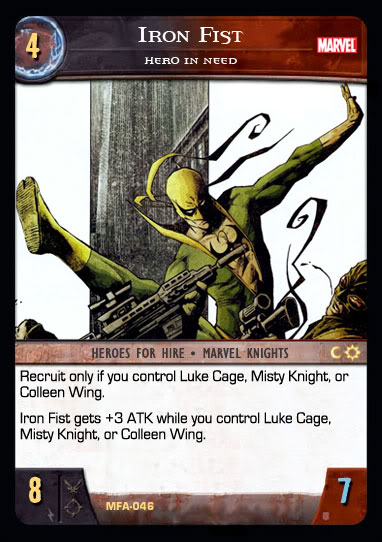 4
Iron Fist
Hero in Need
MARVEL
HEROES FOR HIRE • MARVEL KNIGHTS
Recruit only if you control Luke Cage, Misty Knight, or
Colleen Wing.
Iron Fist gets +3 ATK while you control Luke Cage,
Misty Knight, or Colleen Wing.
8
MFA-046
7